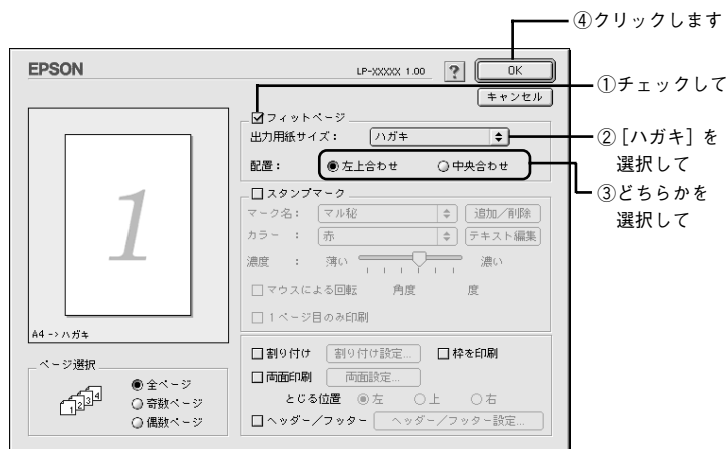 ④クリックします
EPSON
LP-XXXXX 1.00
?
OK
キャンセル
①チェックして
フィットページ
出力用紙サイズ：
ハガキ
②［ハガキ］を
選択して
配置：
左上合わせ
中央合わせ
③どちらかを
選択して
スタンプマーク
マーク名：
マル秘
追加／削除
カラー ：
赤
テキスト編集
濃度 ：
薄い
濃い
マウスによる回転
角度
度
1ページ目のみ印刷
1
A4 -> ハガキ
ページ選択
1 2 3 4
全ページ
奇数ページ
偶数ページ
割り付け
割り付け設定...
枠を印刷
両面印刷
両面設定...
とじる位置
左
上
右
ヘッダー／フッター
ヘッダー／フッター設定...